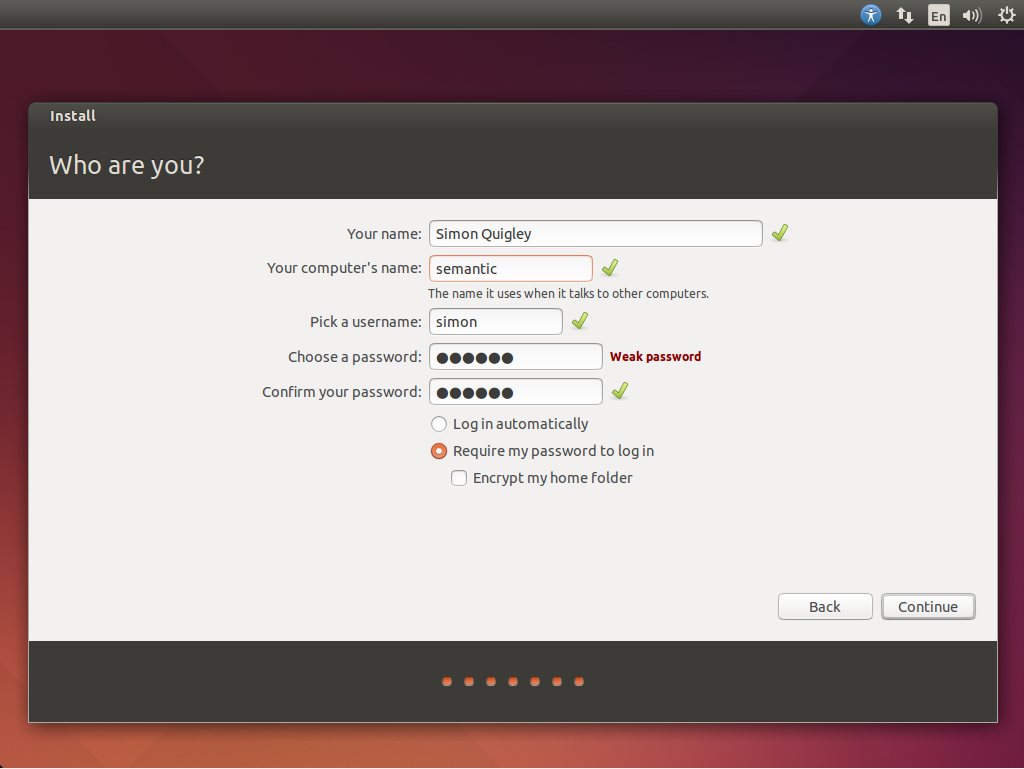 En
Install
Who are you?
Your name: Simon Quigley
Your computer's name: semantic
The name it uses when it talks to other computers.
Pick a username: simon
Choose a password: ●●●●●● Weak password
Confirm your password: ●●●●●●
Log in automatically
Require my password to log in
Encrypt my home folder
Back Continue